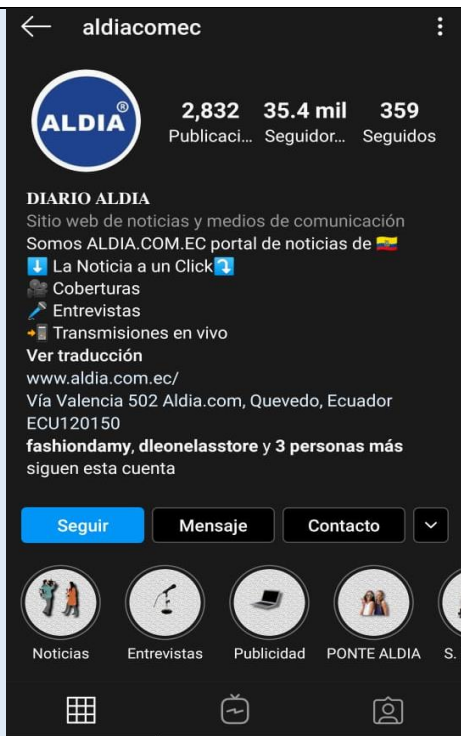 aldiacomec
ALDIA®
2,832 35.4 mil 359
Publicaci... Seguidor... Seguidos
DIARIO ALDIA
Sitio web de noticias y medios de comunicación
Somos ALDIA.COM.EC portal de noticias de 🇪🇨
⬇️ La Noticia a un Click⤵️
🎥 Coberturas
🎤 Entrevistas
📲 Transmisiones en vivo
Ver traducción
www.aldia.com.ec/
Vía Valencia 502 Aldia.com, Quevedo, Ecuador
ECU120150
fashiondamy, dleonelasstore y 3 personas más
siguen esta cuenta
Seguir Mensaje Contacto
Noticias Entrevistas Publicidad PONTE ALDIA S.